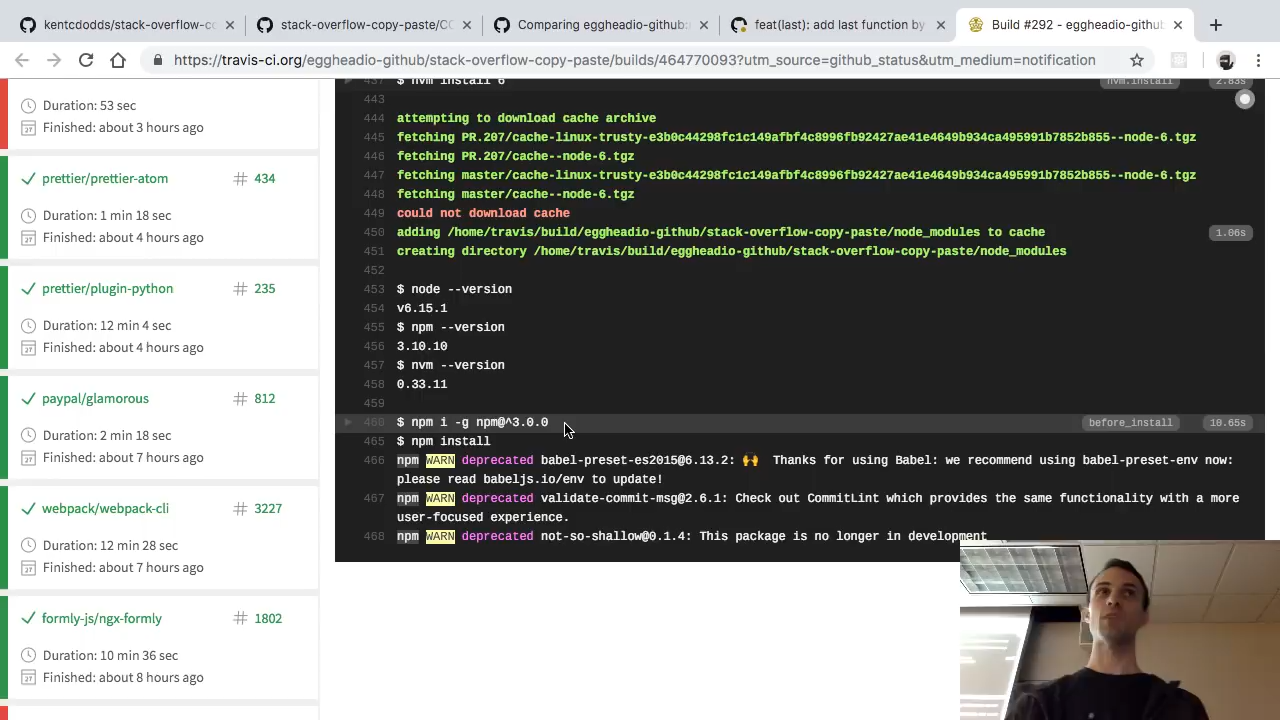 kentcdodds/stack-overflow-co
stack-overflow-copy-paste/CO
Comparing eggheadio-github:
feat(last): add last function by
Build #292 - eggheadio-github
https://travis-ci.org/eggheadio-github/stack-overflow-copy-paste/builds/464770093?utm_source=github_status&utm_medium=notification
Duration: 53 sec
Finished: about 3 hours ago
prettier/prettier-atom # 434
Duration: 1 min 18 sec
Finished: about 4 hours ago
prettier/plugin-python # 235
Duration: 12 min 4 sec
Finished: about 4 hours ago
paypal/glamorous # 812
Duration: 2 min 18 sec
Finished: about 7 hours ago
webpack/webpack-cli # 3227
Duration: 12 min 28 sec
Finished: about 7 hours ago
formly-js/ngx-formly # 1802
Duration: 10 min 36 sec
Finished: about 8 hours ago
437 $ nvm install 6 nvm.install 2.83s
443
444 attempting to download cache archive
445 fetching PR.207/cache-linux-trusty-e3b0c44298fc1c149afbf4c8996fb92427ae41e4649b934ca495991b7852b855--node-6.tgz
446 fetching PR.207/cache--node-6.tgz
447 fetching master/cache-linux-trusty-e3b0c44298fc1c149afbf4c8996fb92427ae41e4649b934ca495991b7852b855--node-6.tgz
448 fetching master/cache--node-6.tgz
449 could not download cache
450 adding /home/travis/build/eggheadio-github/stack-overflow-copy-paste/node_modules to cache 1.06s
451 creating directory /home/travis/build/eggheadio-github/stack-overflow-copy-paste/node_modules
452
453 $ node --version
454 v6.15.1
455 $ npm --version
456 3.10.10
457 $ nvm --version
458 0.33.11
459
460 $ npm i -g npm@^3.0.0 before_install 10.65s
465 $ npm install
466 npm WARN deprecated babel-preset-es2015@6.13.2: 🙌 Thanks for using Babel: we recommend using babel-preset-env now:
please read babeljs.io/env to update!
467 npm WARN deprecated validate-commit-msg@2.6.1: Check out CommitLint which provides the same functionality with a more
user-focused experience.
468 npm WARN deprecated not-so-shallow@0.1.4: This package is no longer in development